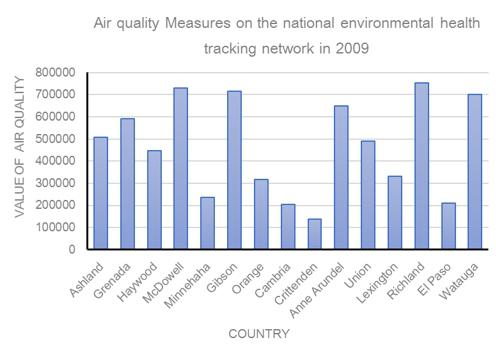 Air quality Measures on the national environmental health
tracking network in 2009
VALUE OF AIR QUALITY
800000
700000
600000
500000
400000
300000
200000
100000
0
Ashland
Grenada
Haywood
McDowell
Minnehaha
Gibson
Orange
Cambria
Crittenden
Anne Arundel
Union
Lexington
Richland
El Paso
Watauga
COUNTRY